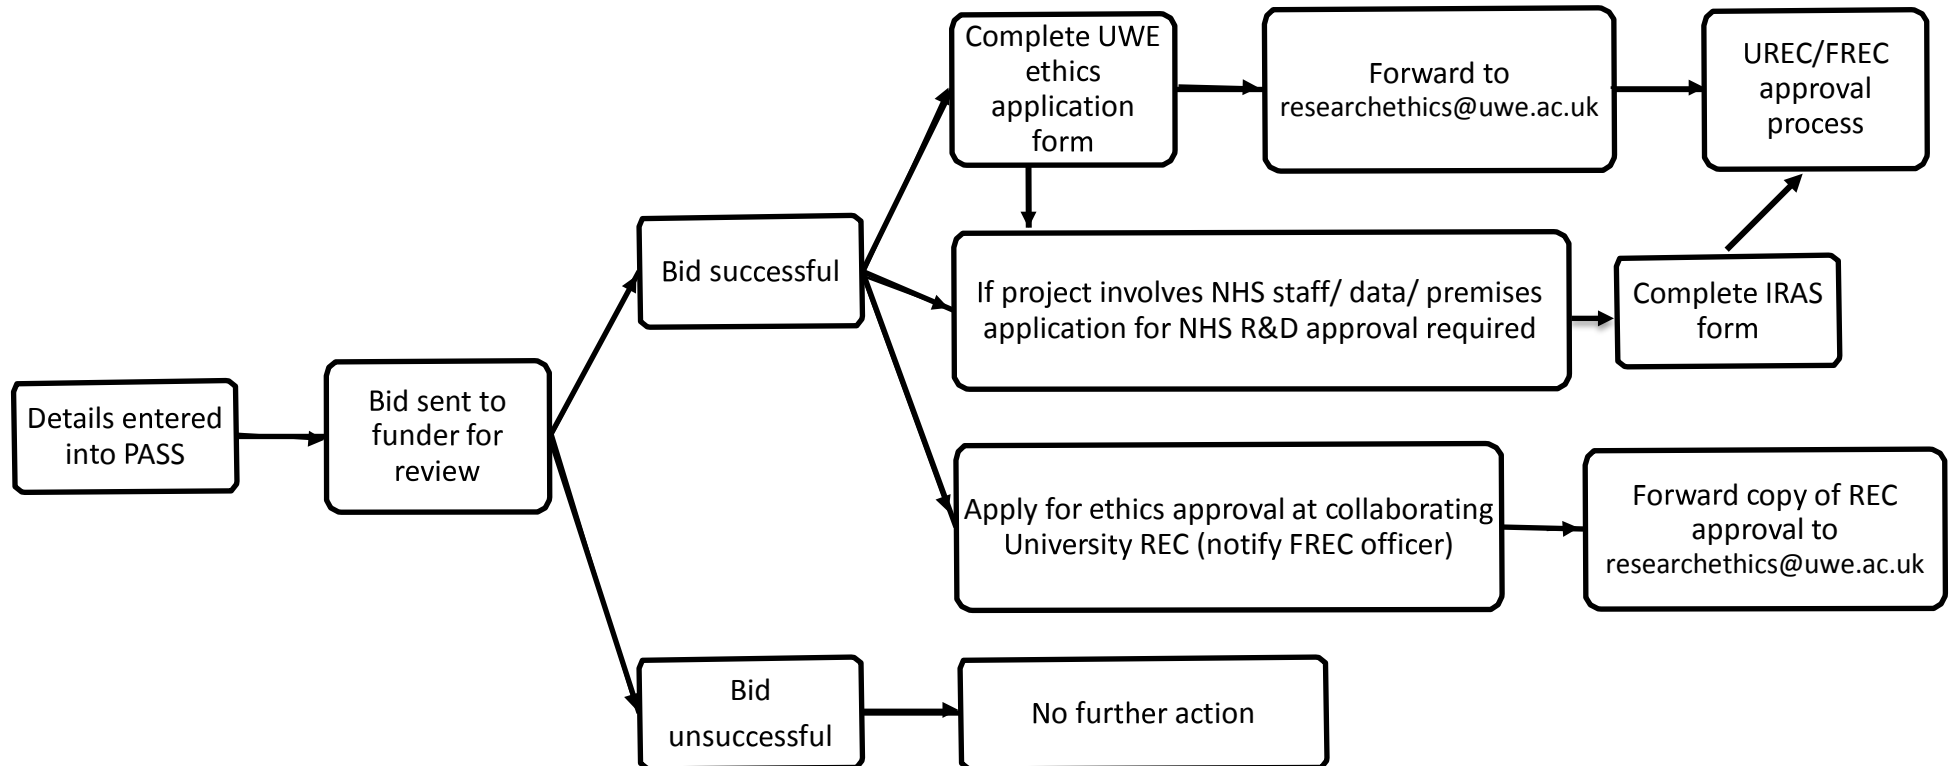 Details entered
into PASS
Bid sent to
funder for
review
Bid successful
Complete UWE
ethics
application
form
Forward to
researchethics@uwe.ac.uk
UREC/FREC
approval
process
If project involves NHS staff/ data/ premises
application for NHS R&D approval required
Complete IRAS
form
Apply for ethics approval at collaborating
University REC (notify FREC officer)
Forward copy of REC
approval to
researchethics@uwe.ac.uk
Bid
unsuccessful
No further action